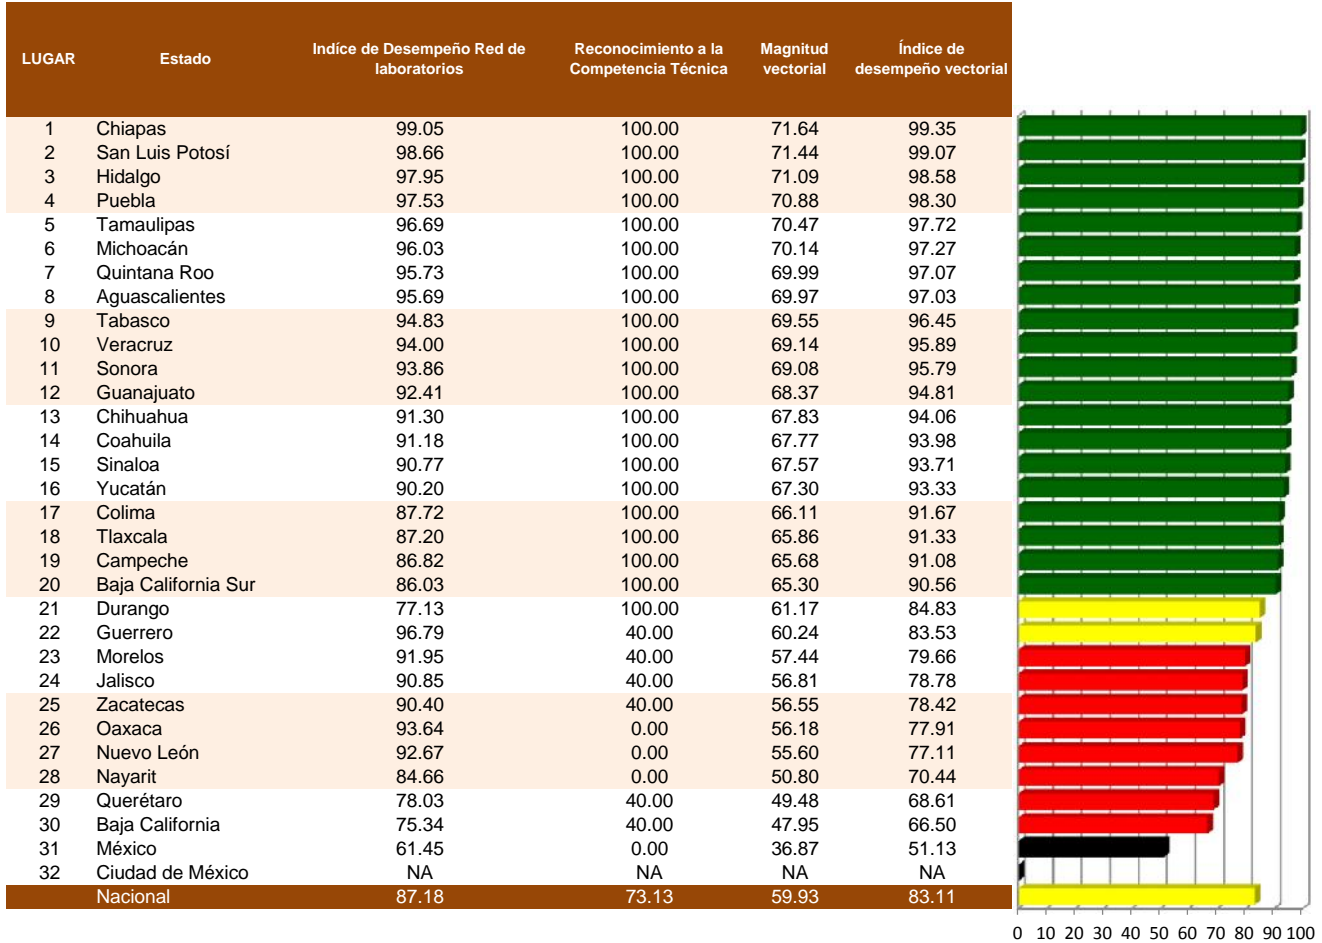 LUGAR Estado Indíce de Desempeño Red de laboratorios Reconocimiento a la Competencia Técnica Magnitud vectorial Índice de desempeño vectorial
1 Chiapas 99.05 100.00 71.64 99.35
2 San Luis Potosí 98.66 100.00 71.44 99.07
3 Hidalgo 97.95 100.00 71.09 98.58
4 Puebla 97.53 100.00 70.88 98.30
5 Tamaulipas 96.69 100.00 70.47 97.72
6 Michoacán 96.03 100.00 70.14 97.27
7 Quintana Roo 95.73 100.00 69.99 97.07
8 Aguascalientes 95.69 100.00 69.97 97.03
9 Tabasco 94.83 100.00 69.55 96.45
10 Veracruz 94.00 100.00 69.14 95.89
11 Sonora 93.86 100.00 69.08 95.79
12 Guanajuato 92.41 100.00 68.37 94.81
13 Chihuahua 91.30 100.00 67.83 94.06
14 Coahuila 91.18 100.00 67.77 93.98
15 Sinaloa 90.77 100.00 67.57 93.71
16 Yucatán 90.20 100.00 67.30 93.33
17 Colima 87.72 100.00 66.11 91.67
18 Tlaxcala 87.20 100.00 65.86 91.33
19 Campeche 86.82 100.00 65.68 91.08
20 Baja California Sur 86.03 100.00 65.30 90.56
21 Durango 77.13 100.00 61.17 84.83
22 Guerrero 96.79 40.00 60.24 83.53
23 Morelos 91.95 40.00 57.44 79.66
24 Jalisco 90.85 40.00 56.81 78.78
25 Zacatecas 90.40 40.00 56.55 78.42
26 Oaxaca 93.64 0.00 56.18 77.91
27 Nuevo León 92.67 0.00 55.60 77.11
28 Nayarit 84.66 0.00 50.80 70.44
29 Querétaro 78.03 40.00 49.48 68.61
30 Baja California 75.34 40.00 47.95 66.50
31 México 61.45 0.00 36.87 51.13
32 Ciudad de México NA NA NA NA
Nacional 87.18 73.13 59.93 83.11
0 10 20 30 40 50 60 70 80 90 100